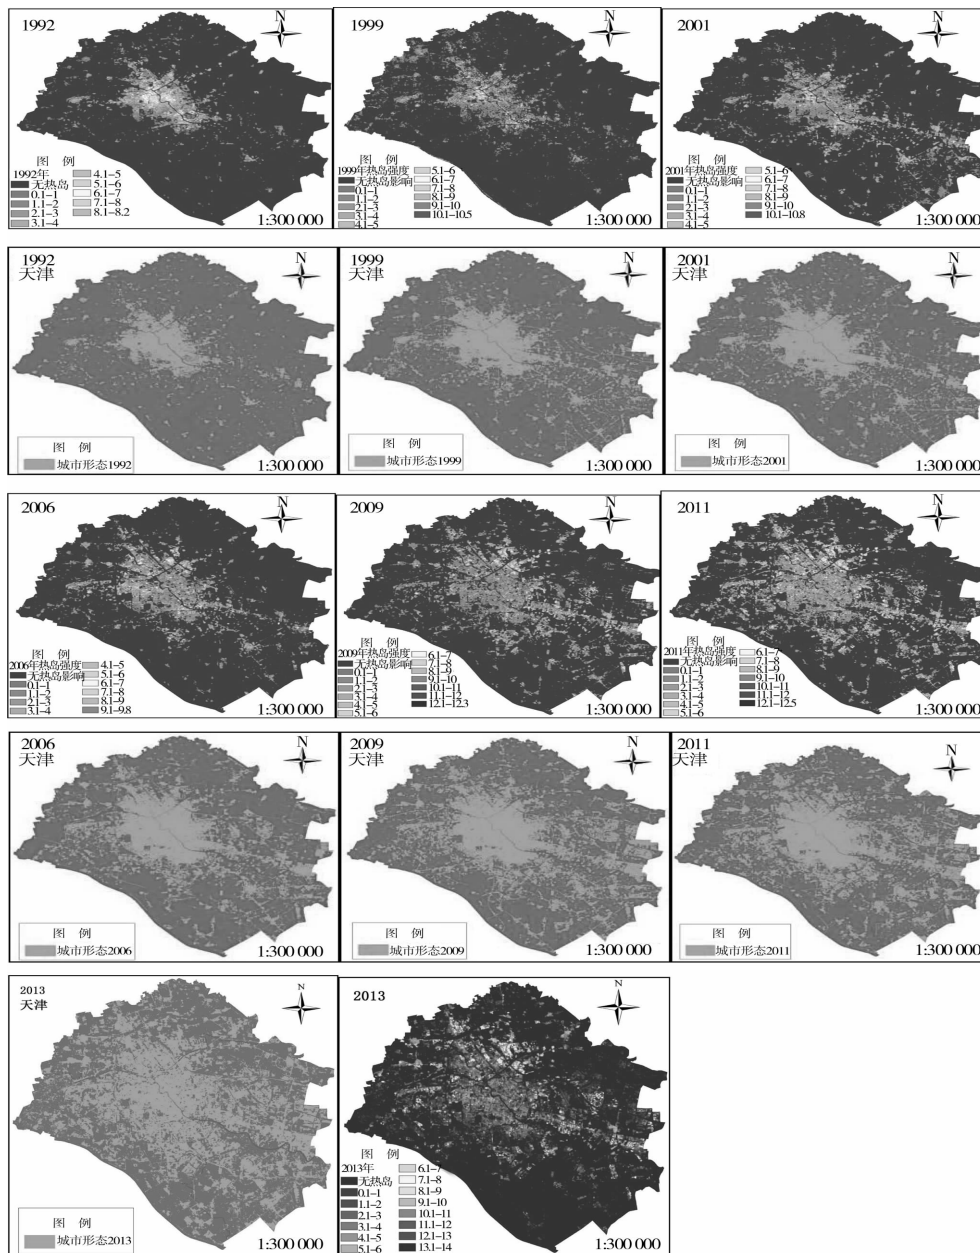 1992
N
图 例
1992年
无热岛
0.1-1
1.1-2
2.1-3
3.1-4
4.1-5
5.1-6
6.1-7
7.1-8
8.1-8.2
1:300 000
1999
N
图 例
1999年热岛强度
无热岛影响
0.1-1
1.1-2
2.1-3
3.1-4
4.1-5
5.1-6
6.1-7
7.1-8
8.1-9
9.1-10
10.1-10.5
1:300 000
2001
N
图 例
2001年热岛强度
无热岛影响
0.1-1
1.1-2
2.1-3
3.1-4
4.1-5
5.1-6
6.1-7
7.1-8
8.1-9
9.1-10
10.1-10.8
1:300 000
1992
天津
N
图 例
城市形态1992
1:300 000
1999
天津
N
图 例
城市形态1999
1:300 000
2001
天津
N
图 例
城市形态2001
1:300 000
2006
N
图 例
2006年热岛强度
无热岛影响
0.1-1
1.1-2
2.1-3
3.1-4
4.1-5
5.1-6
6.1-7
7.1-8
8.1-9
9.1-9.8
1:300 000
2009
N
图 例
2009年热岛强度
无热岛影响
0.1-1
1.1-2
2.1-3
3.1-4
4.1-5
5.1-6
6.1-7
7.1-8
8.1-9
9.1-10
10.1-11
11.1-12
12.1-12.3
1:300 000
2011
N
图 例
2011年热岛强度
无热岛影响
0.1-1
1.1-2
2.1-3
3.1-4
4.1-5
5.1-6
6.1-7
7.1-8
8.1-9
9.1-10
10.1-11
11.1-12
12.1-12.5
1:300 000
2006
天津
N
图 例
城市形态2006
1:300 000
2009
天津
N
图 例
城市形态2009
1:300 000
2011
天津
N
图 例
城市形态2011
1:300 000
2013
天津
N
图 例
城市形态2013
1:300 000
2013
N
图 例
2013年
无热岛
0.1-1
1.1-2
2.1-3
3.1-4
4.1-5
5.1-6
6.1-7
7.1-8
8.1-9
9.1-10
10.1-11
11.1-12
12.1-13
13.1-14
1:300 000